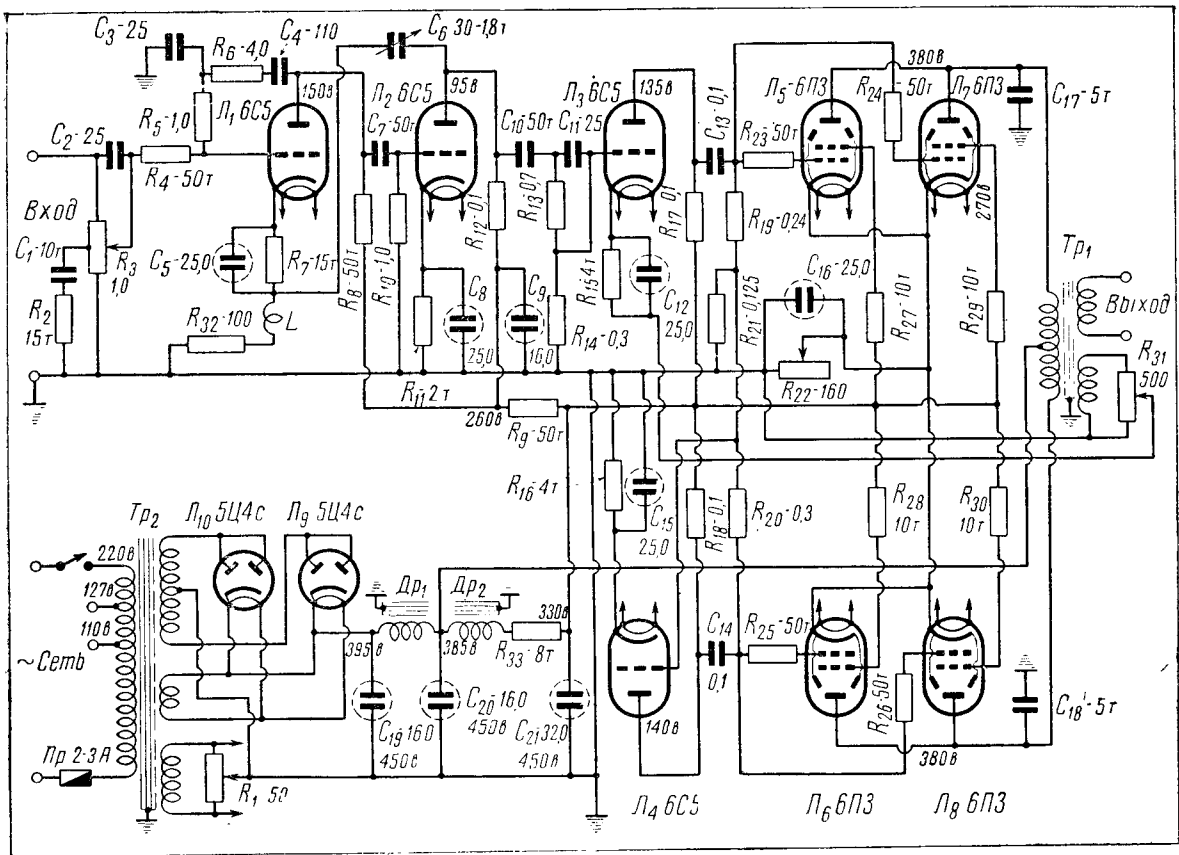 C3-25
R6-4,0
C4-110
C6 30-1,8т
150в
Л1 6С5
R5-1,0
C2-25
R4-50т
Вход
C1-10т
R3
1,0
R2
15т
C5-25,0
R7-15т
R32-100
L
R8-50т
95в
Л2 6С5
C7-50т
R10-1,0
C8
25,0
R11-2т
R12-0,1
C9
16,0
C10-50т
C11-25
R13-0,7
R14-0,3
260в
R9-50т
135в
Л3 6С5
R15-4т
C12
25,0
R17-0,1
C13-0,1
R23-50т
R19-0,24
R21-0,125
C16-25,0
R22-160
380в
Л5-6П3
R24-50т
Л7 6П3
C17-5т
270в
R27-10т
R29-10т
Тр1
Выход
R31
500
R16-4т
C15
25,0
R18-0,1
R20-0,3
R28
10т
R30
10т
Тр2
Л10 5Ц4с
Л9 5Ц4с
220в
127в
110в
~Сеть
Пр 2-3А
R1-50
Др1
Др2
395в
385в
330в
R33-8т
C19-16,0
450в
C20-16,0
450в
C21-32,0
450в
C14
0,1
R25-50т
R26-50т
140в
380в
C18-5т
Л4 6С5
Л6 6П3
Л8 6П3